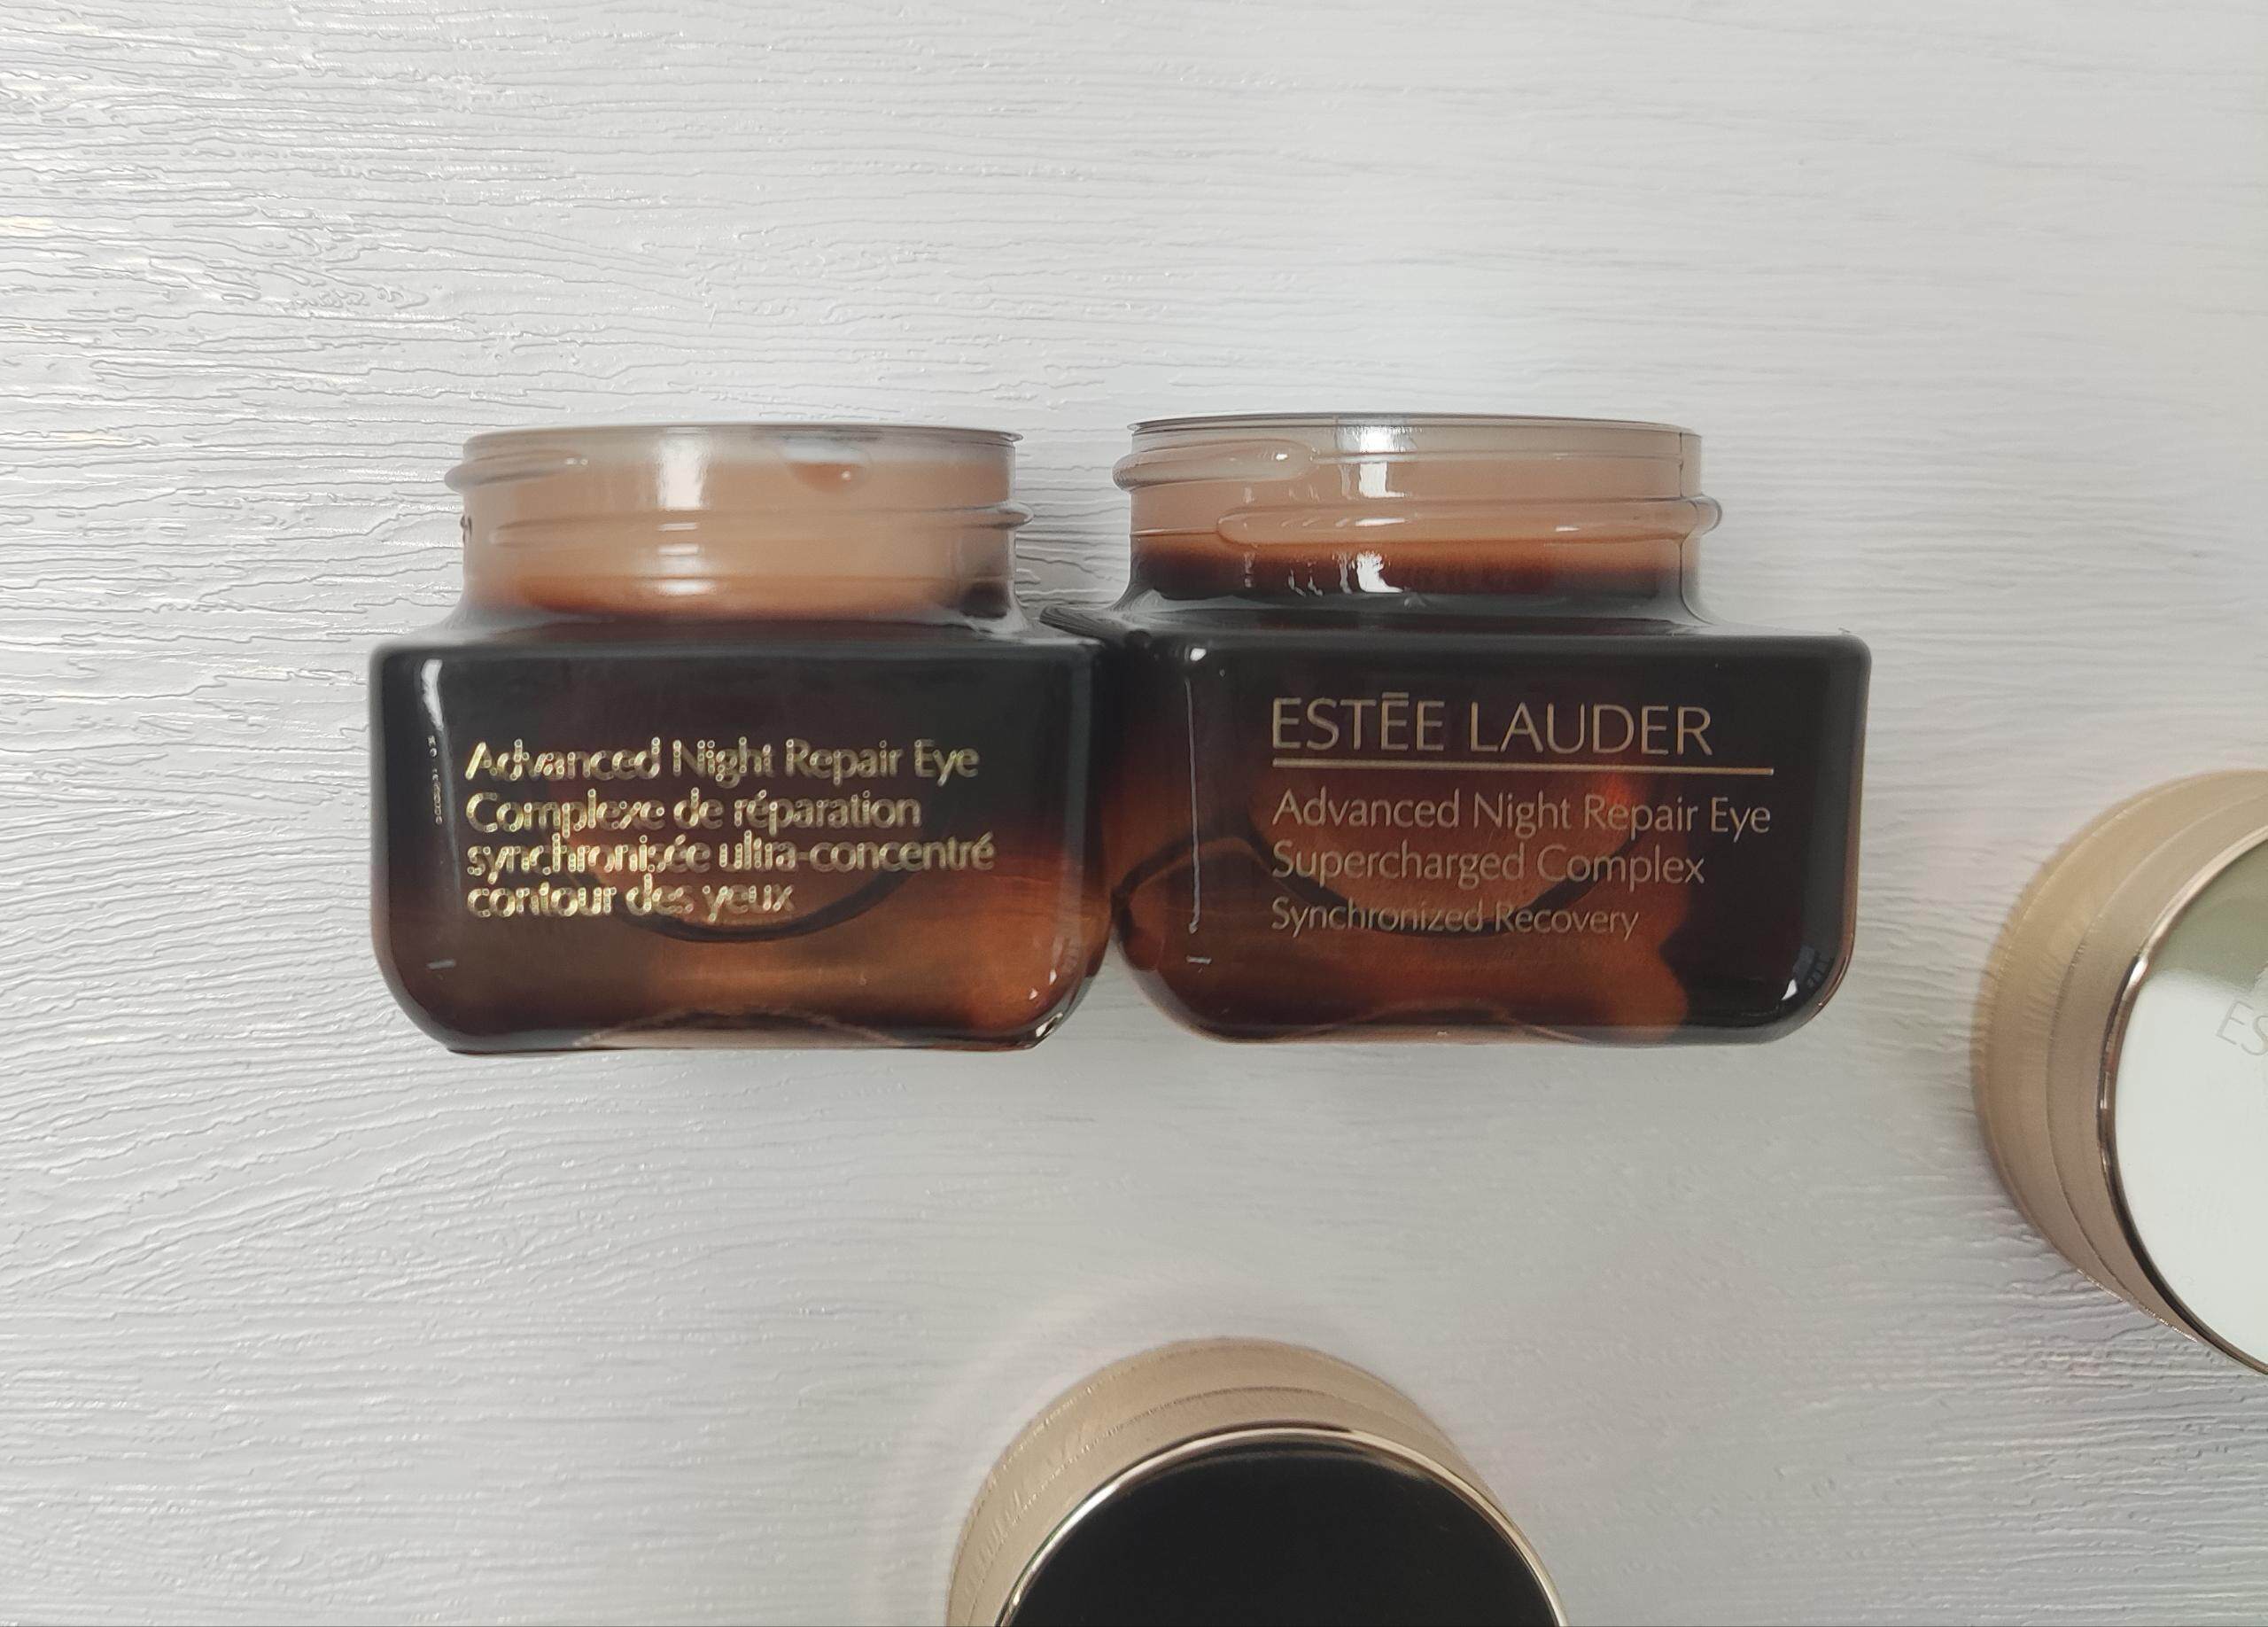 Advanced Night Repair Eye
Complexe de réparation
synchronisée ultra-concentré
contour des yeux
ESTĒE LAUDER
Advanced Night Repair Eye
Supercharged Complex
Synchronized Recovery